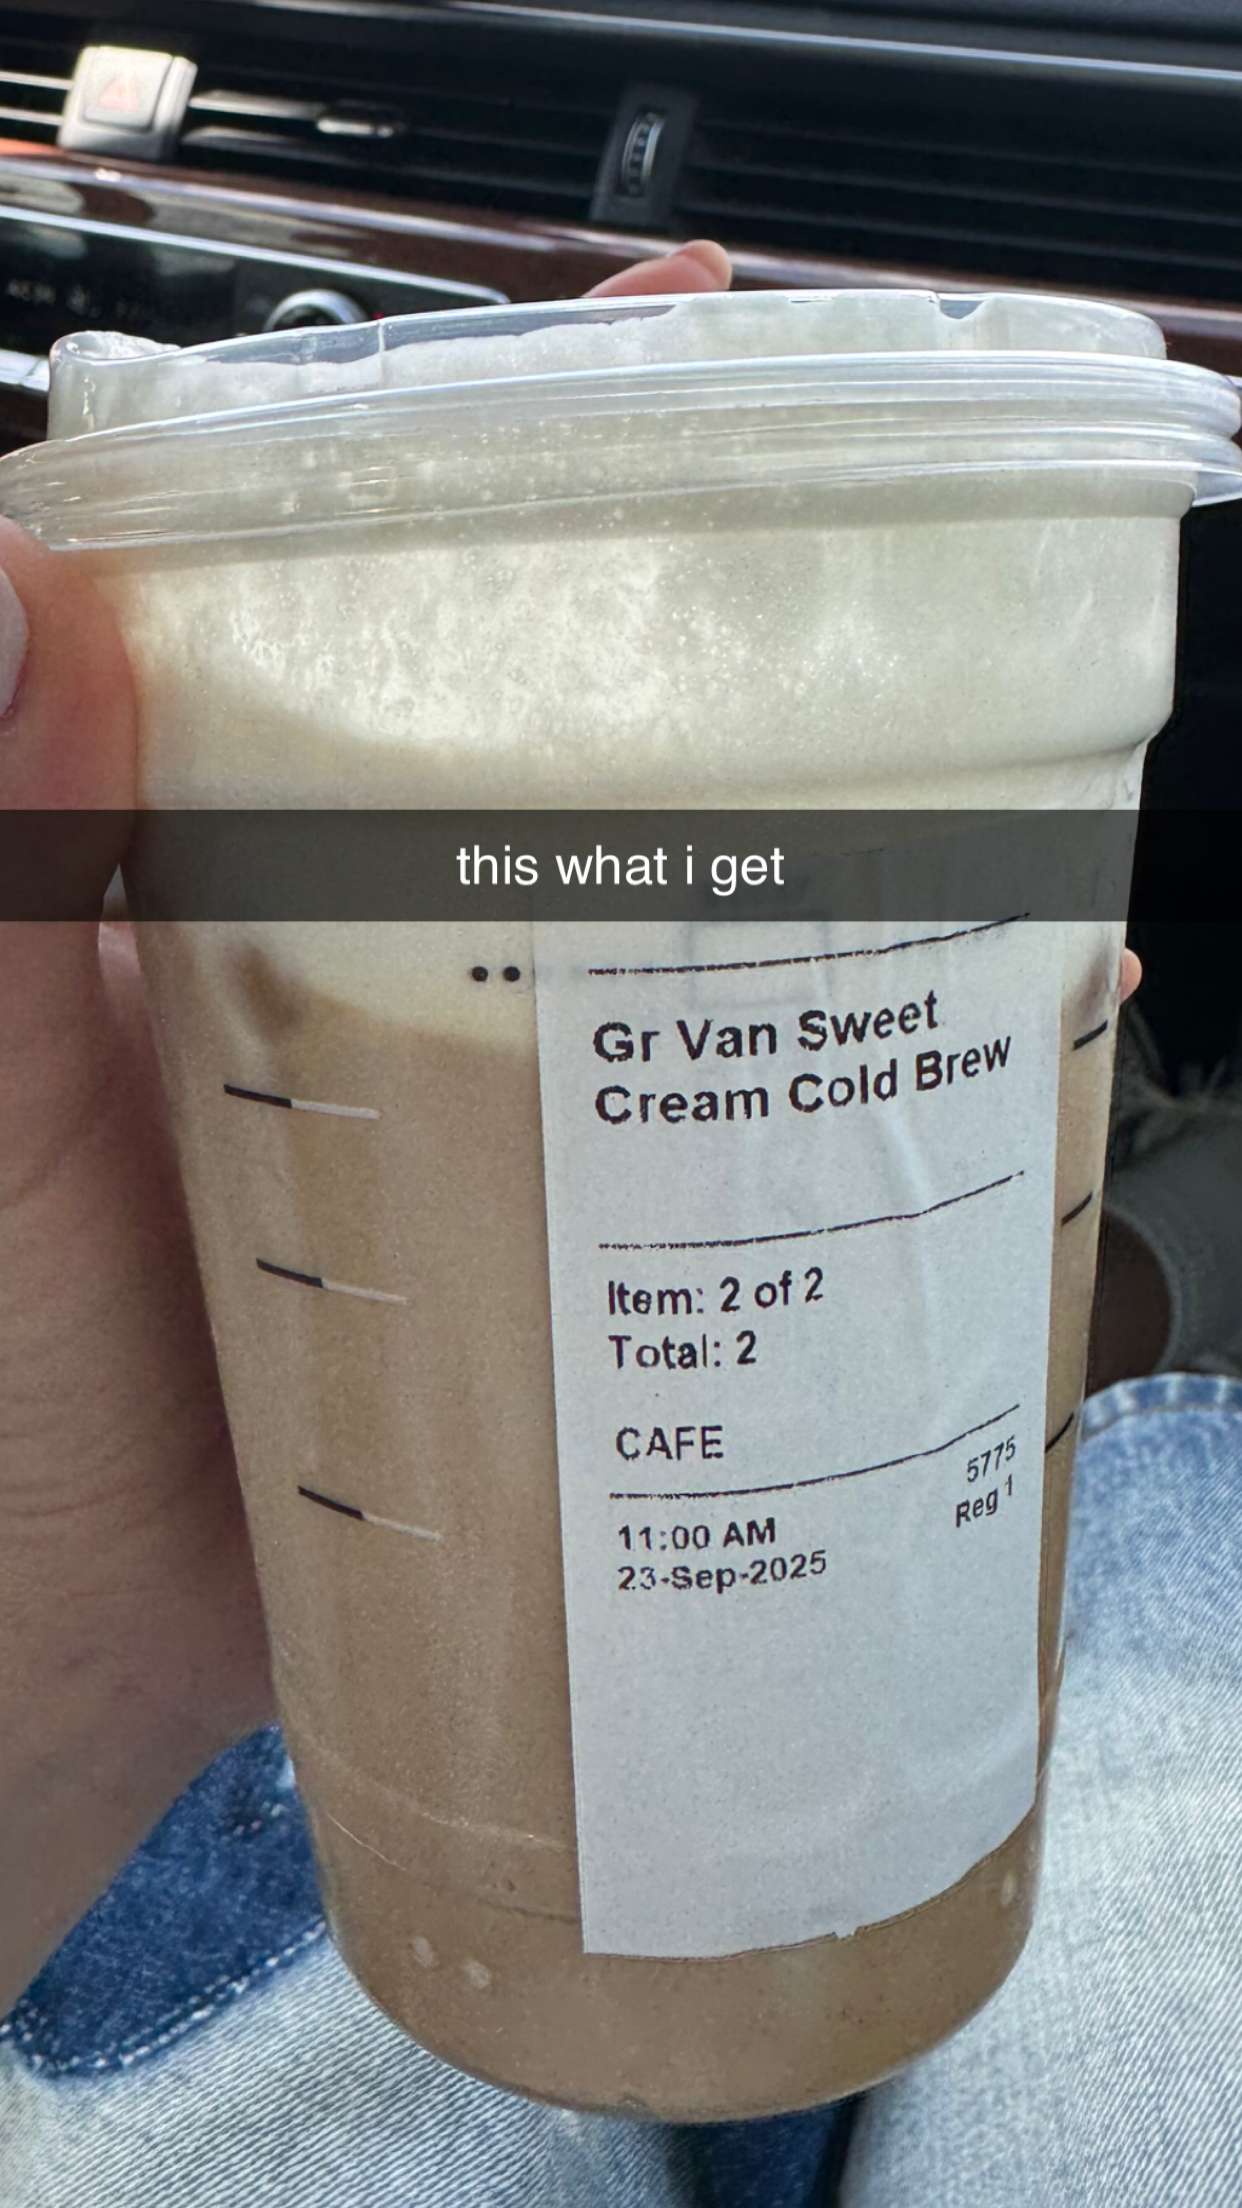 this what i get
Gr Van Sweet
Cream Cold Brew
Item: 2 of 2
Total: 2
CAFE
5775
Reg 1
11:00 AM
23-Sep-2025